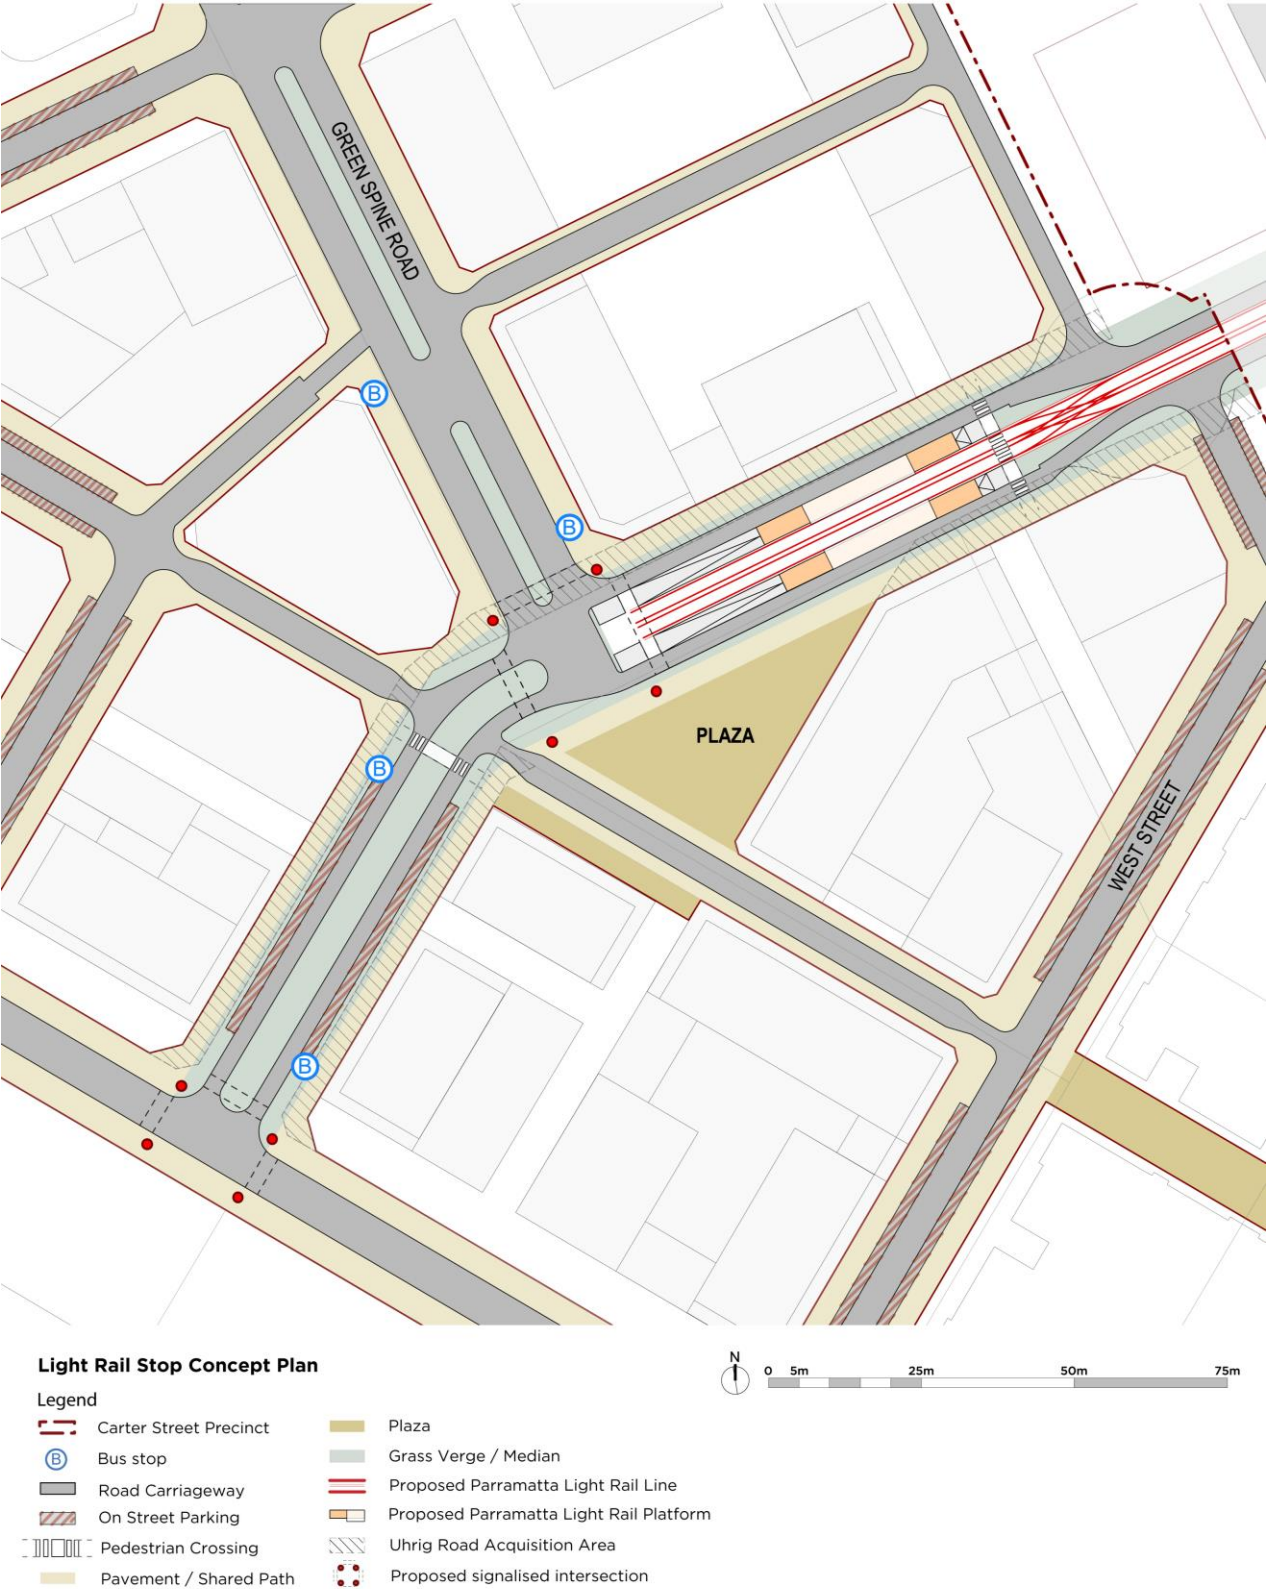 GREEN SPINE ROAD
B
B
B
PLAZA
WEST STREET
B
Light Rail Stop Concept Plan
N
0 5m 25m 50m 75m
Legend
Carter Street Precinct
B Bus stop
Road Carriageway
On Street Parking
Pedestrian Crossing
Pavement / Shared Path
Plaza
Grass Verge / Median
Proposed Parramatta Light Rail Line
Proposed Parramatta Light Rail Platform
Uhrig Road Acquisition Area
Proposed signalised intersection